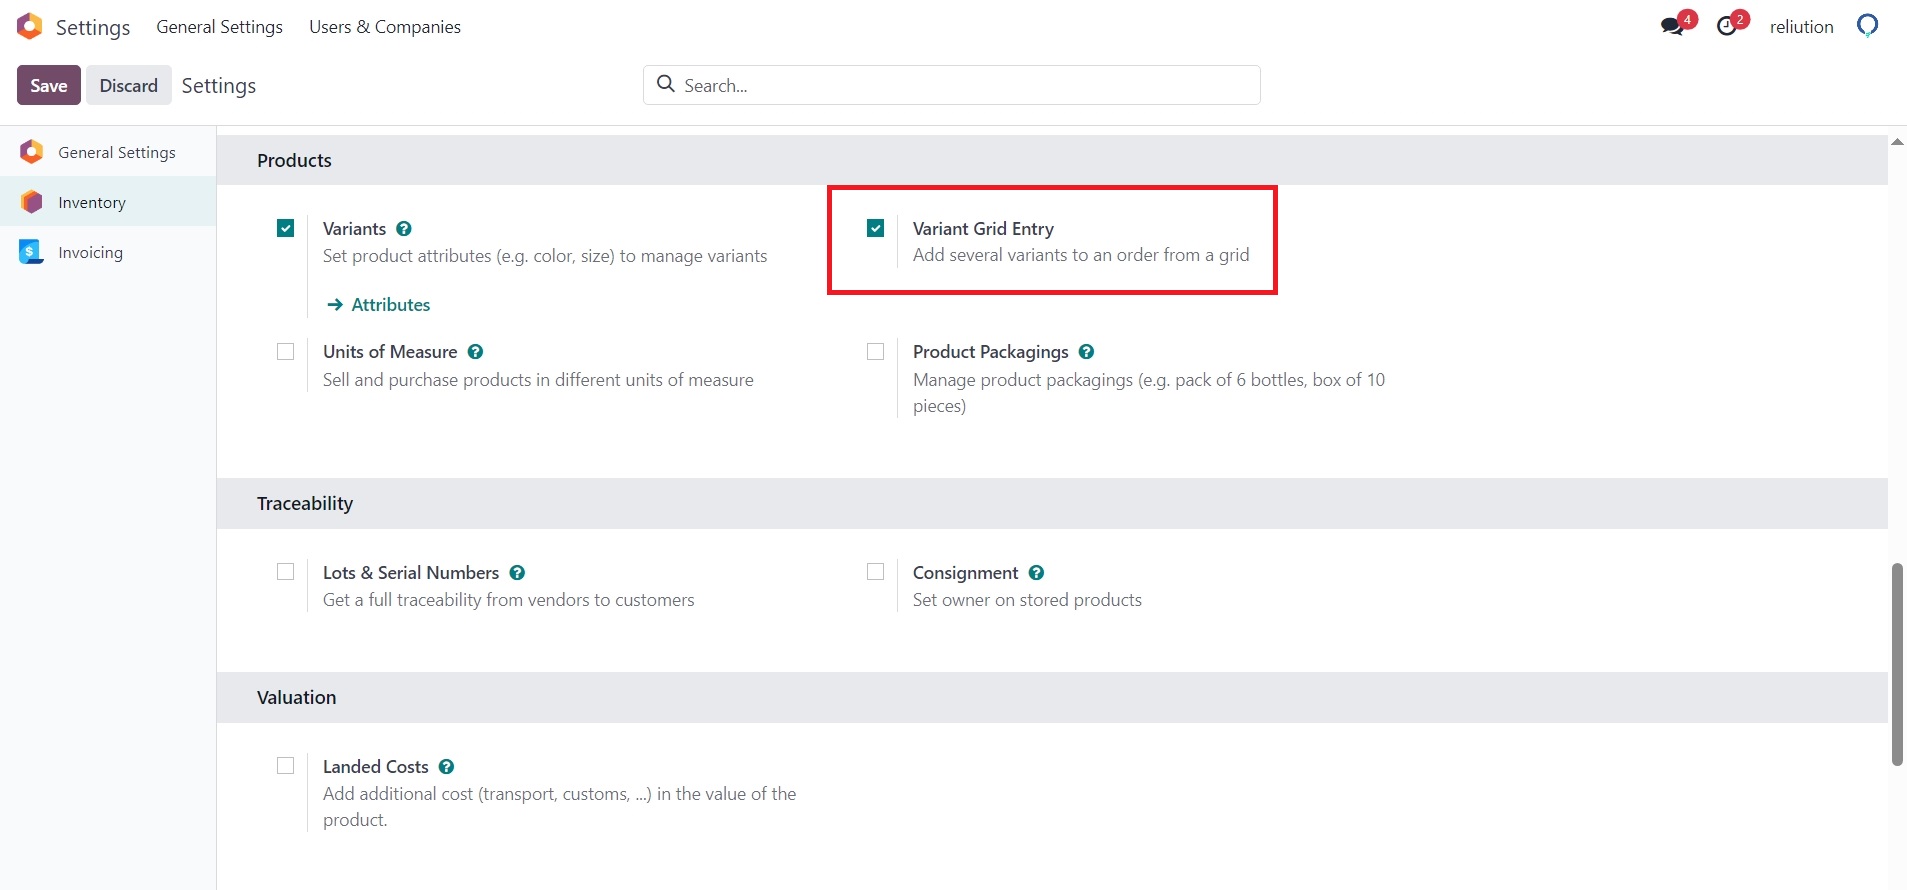 Settings General Settings Users & Companies 4 2 reliution
Save Discard Settings Search...
General Settings
Inventory
Invoicing
Products
Variants ?
Set product attributes (e.g. color, size) to manage variants
→ Attributes
Variant Grid Entry
Add several variants to an order from a grid
Units of Measure ?
Sell and purchase products in different units of measure
Product Packagings ?
Manage product packagings (e.g. pack of 6 bottles, box of 10
pieces)
Traceability
Lots & Serial Numbers ?
Get a full traceability from vendors to customers
Consignment ?
Set owner on stored products
Valuation
Landed Costs ?
Add additional cost (transport, customs, ...) in the value of the
product.